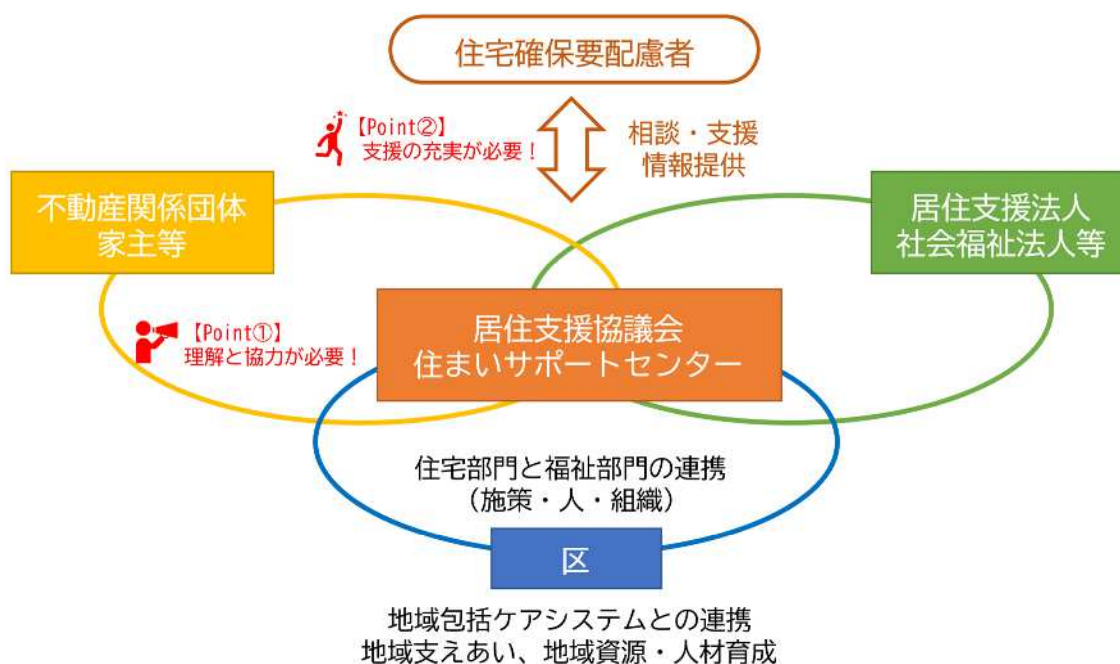 住宅確保要配慮者
【Point②】
支援の充実が必要！
相談・支援
情報提供
不動産関係団体
家主等
居住支援法人
社会福祉法人等
【Point①】
理解と協力が必要！
居住支援協議会
住まいサポートセンター
住宅部門と福祉部門の連携
（施策・人・組織）
区
地域包括ケアシステムとの連携
地域支えあい、地域資源・人材育成